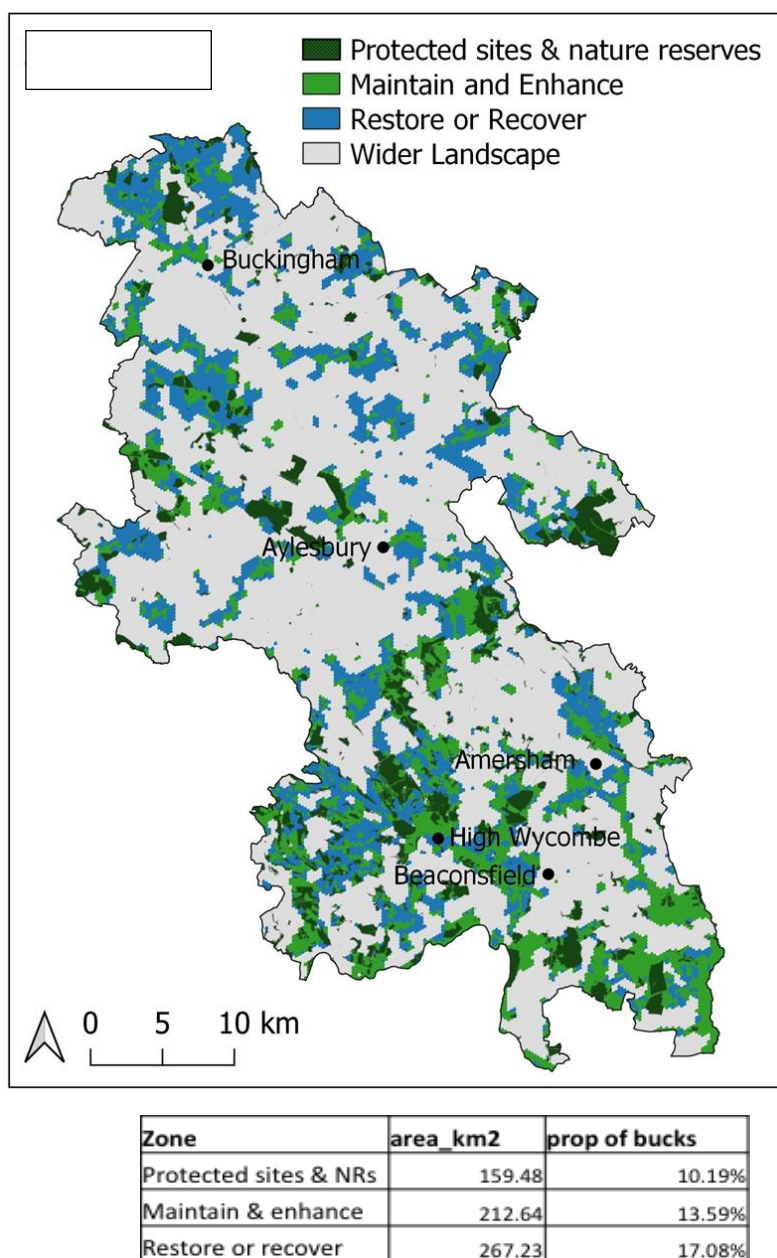 Protected sites & nature reserves
Maintain and Enhance
Restore or Recover
Wider Landscape
Buckingham
Aylesbury
Amersham
High Wycombe
Beaconsfield
0 5 10 km
Zone area_km2 prop of bucks
Protected sites & NRs 159.48 10.19%
Maintain & enhance 212.64 13.59%
Restore or recover 267.23 17.08%